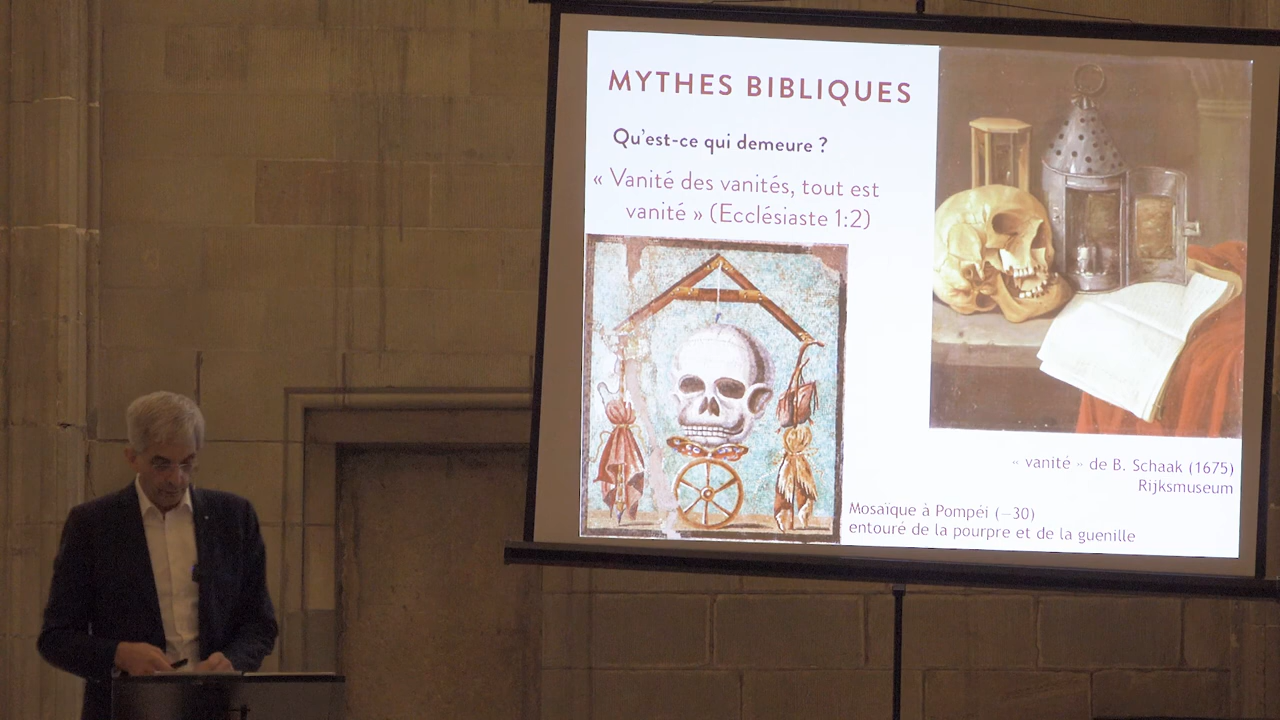 MYTHES BIBLIQUES
Qu'est-ce qui demeure ?
« Vanité des vanités, tout est
vanité » (Ecclésiaste 1:2)
« vanité » de B. Schaak (1675)
Rijksmuseum
Mosaïque à Pompéi (–30)
entouré de la pourpre et de la guenille